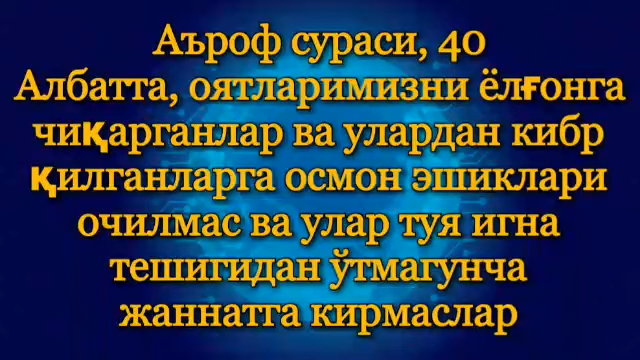 Аъроф сураси, 40
Албатта, оятларимизни ёлғонга
чиқарганлар ва улардан кибр
қилганларга осмон эшиклари
очилмас ва улар туя игна
тешигидан ўтмагунча
жаннатга кирмаслар